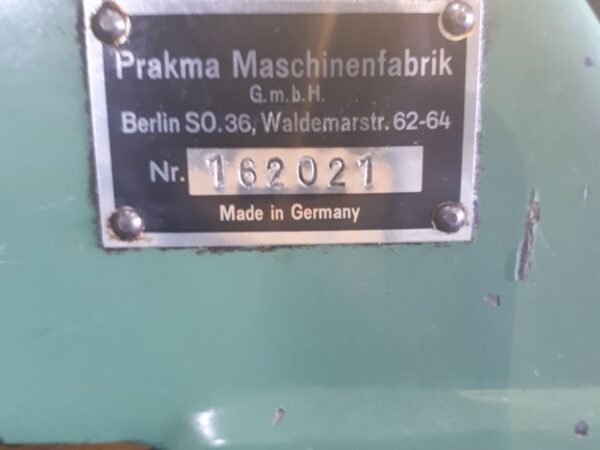 Prakma Maschinenfabrik
G.m.b.H.
Berlin SO.36, Waldemarstr. 62-64
Nr. 162021
Made in Germany